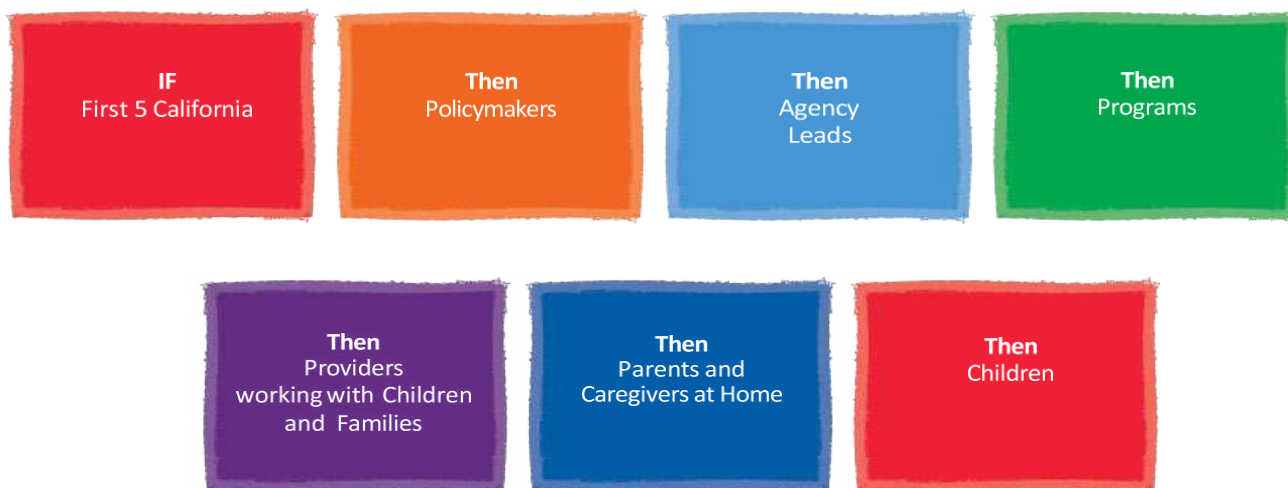 IF
First 5 California
Then
Policymakers
Then
Agency
Leads
Then
Programs
Then
Providers
working with Children
and Families
Then
Parents and
Caregivers at Home
Then
Children